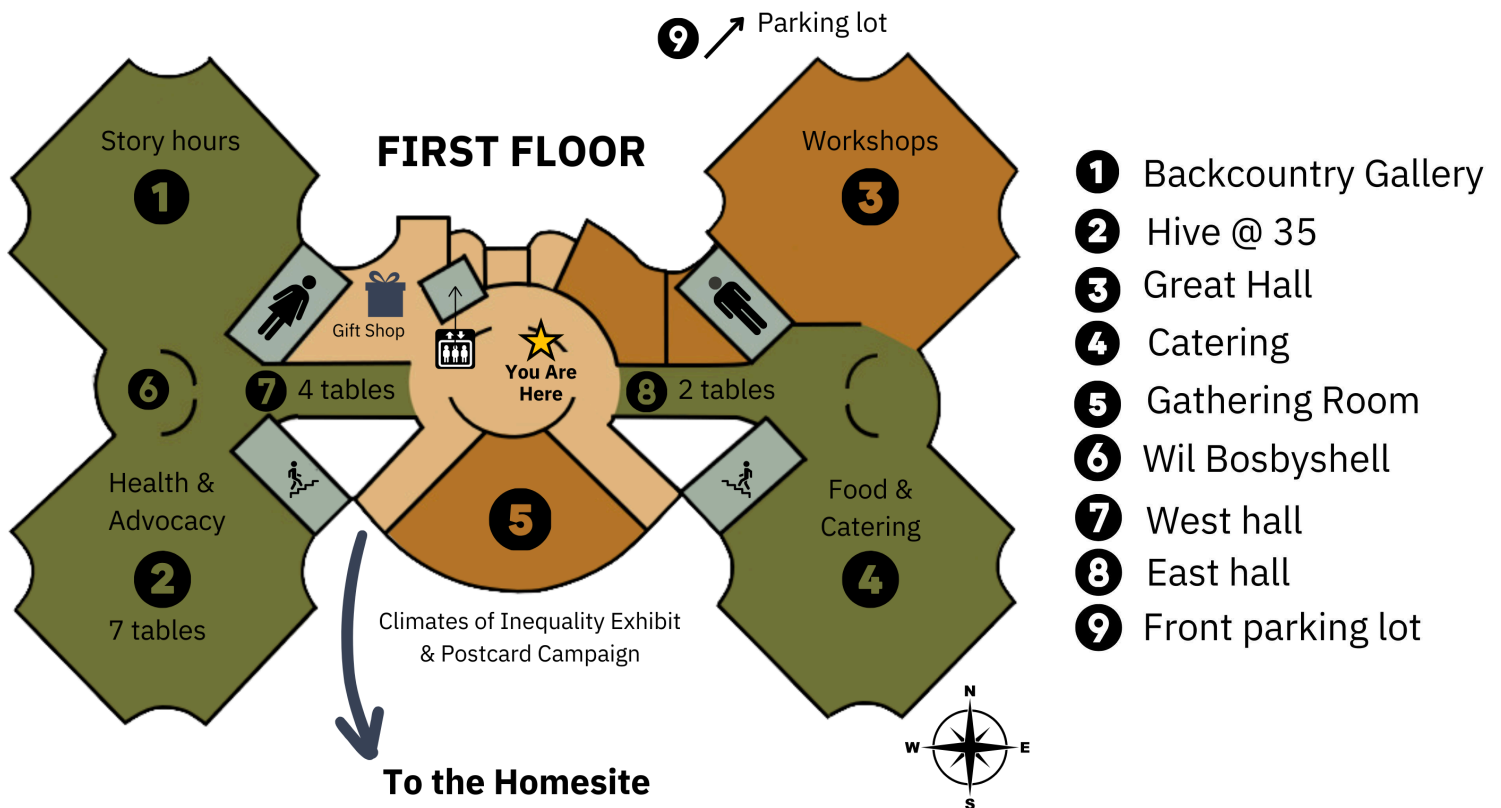 9 Parking lot
FIRST FLOOR
Story hours
1
Workshops
3
Gift Shop
You Are
Here
6
7 4 tables
8 2 tables
Health &
Advocacy
2
7 tables
5
Food &
Catering
4
Climates of Inequality Exhibit
& Postcard Campaign
To the Homesite
N
W E
S
1 Backcountry Gallery
2 Hive @ 35
3 Great Hall
4 Catering
5 Gathering Room
6 Wil Bosbyshell
7 West hall
8 East hall
9 Front parking lot